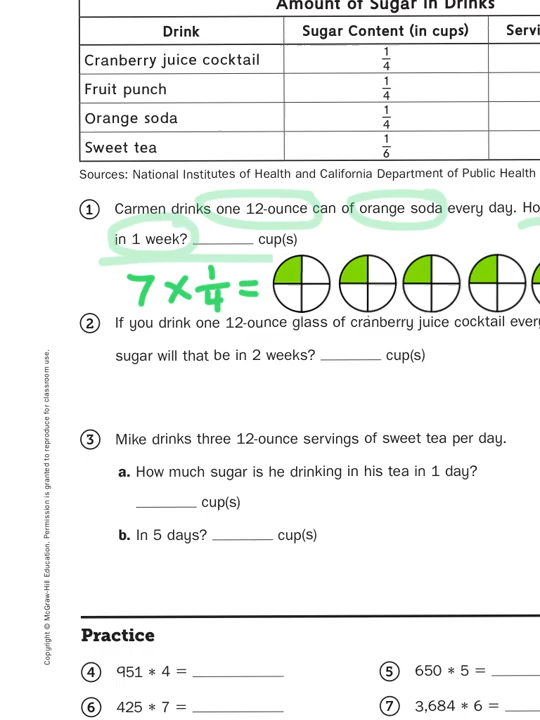 Amount of Sugar in Drinks
Drink Sugar Content (in cups)
Cranberry juice cocktail 1/4
Fruit punch 1/4
Orange soda 1/4
Sweet tea 1/6
Sources: National Institutes of Health and California Department of Public Health
① Carmen drinks one 12-ounce can of orange soda every day.
in 1 week? ________ cup(s)
7 × 1/4 =
② If you drink one 12-ounce glass of cranberry juice cocktail
sugar will that be in 2 weeks? ________ cup(s)
③ Mike drinks three 12-ounce servings of sweet tea per day.
a. How much sugar is he drinking in his tea in 1 day?
________ cup(s)
b. In 5 days? ________ cup(s)
Copyright © McGraw-Hill Education. Permission is granted to reproduce for classroom use.
Practice
④ 951 * 4 = ________ ⑤ 650 * 5 = ________
⑥ 425 * 7 = ________ ⑦ 3,684 * 6 = ________